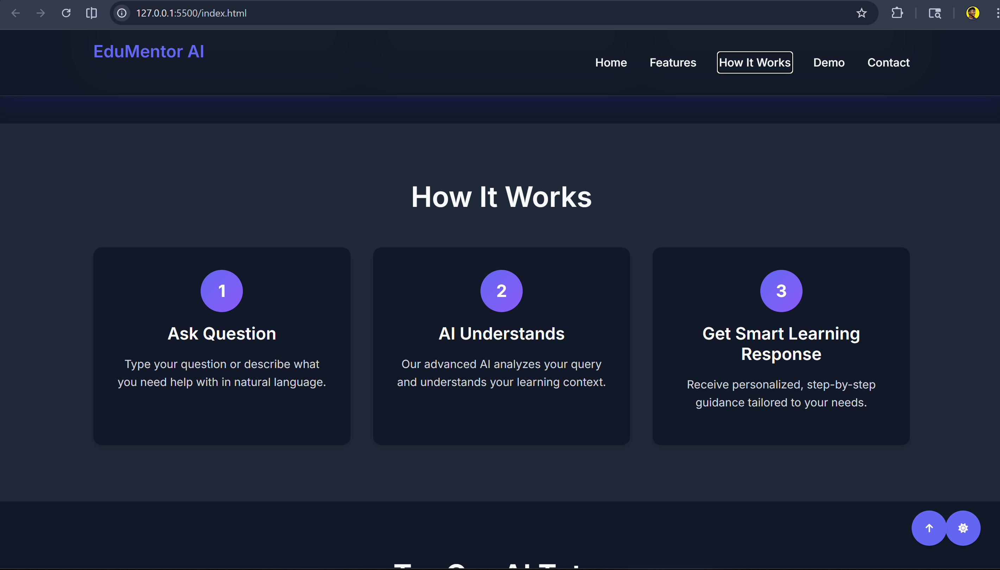 127.0.0.1:5500/index.html
EduMentor AI
Home Features How It Works Demo Contact
How It Works
1
2
3
Ask Question
Type your question or describe what
you need help with in natural language.
AI Understands
Our advanced AI analyzes your query
and understands your learning context.
Get Smart Learning
Response
Receive personalized, step-by-step
guidance tailored to your needs.